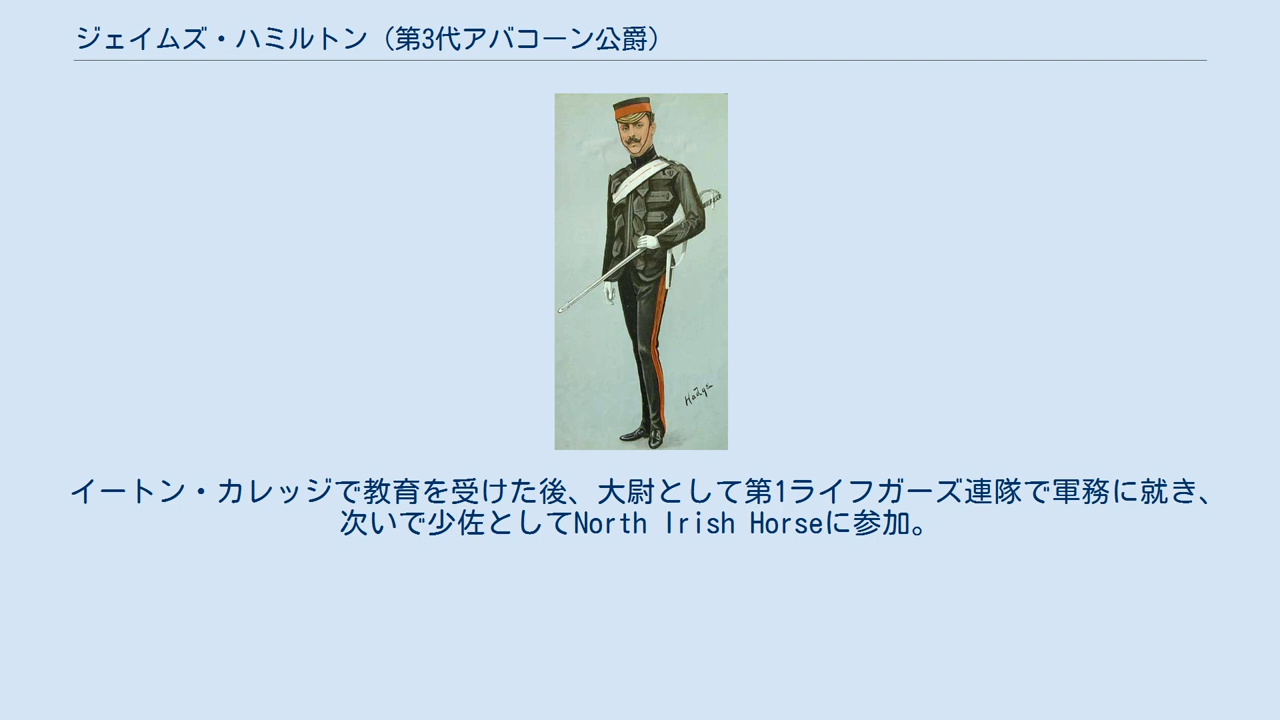 ジェイムズ・ハミルトン（第3代アバコーン公爵）
イートン・カレッジで教育を受けた後、大尉として第1ライフガーズ連隊で軍務に就き、
次いで少佐としてNorth Irish Horseに参加。